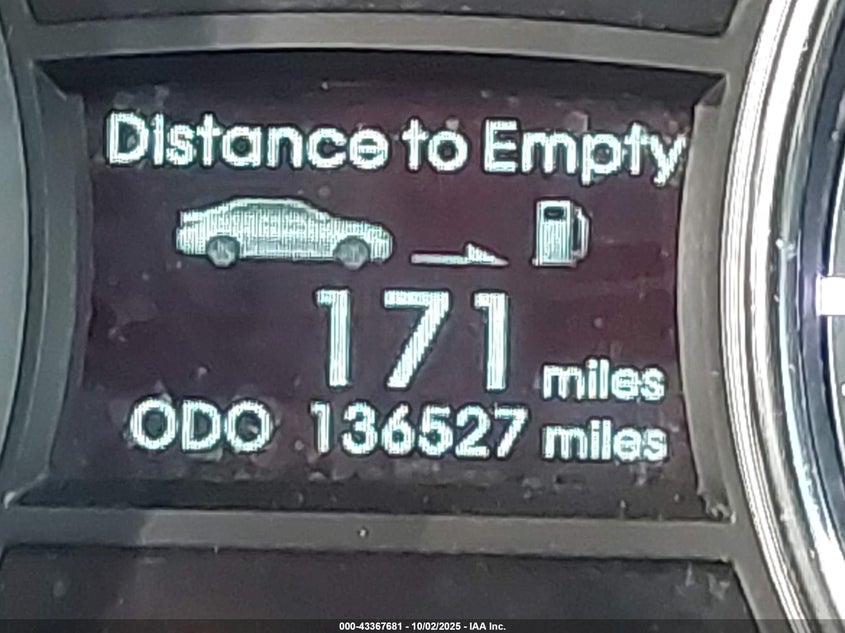 Distance to Empty
171 miles
ODO 136527 miles
000-43367681 - 10/02/2025 - IAA Inc.